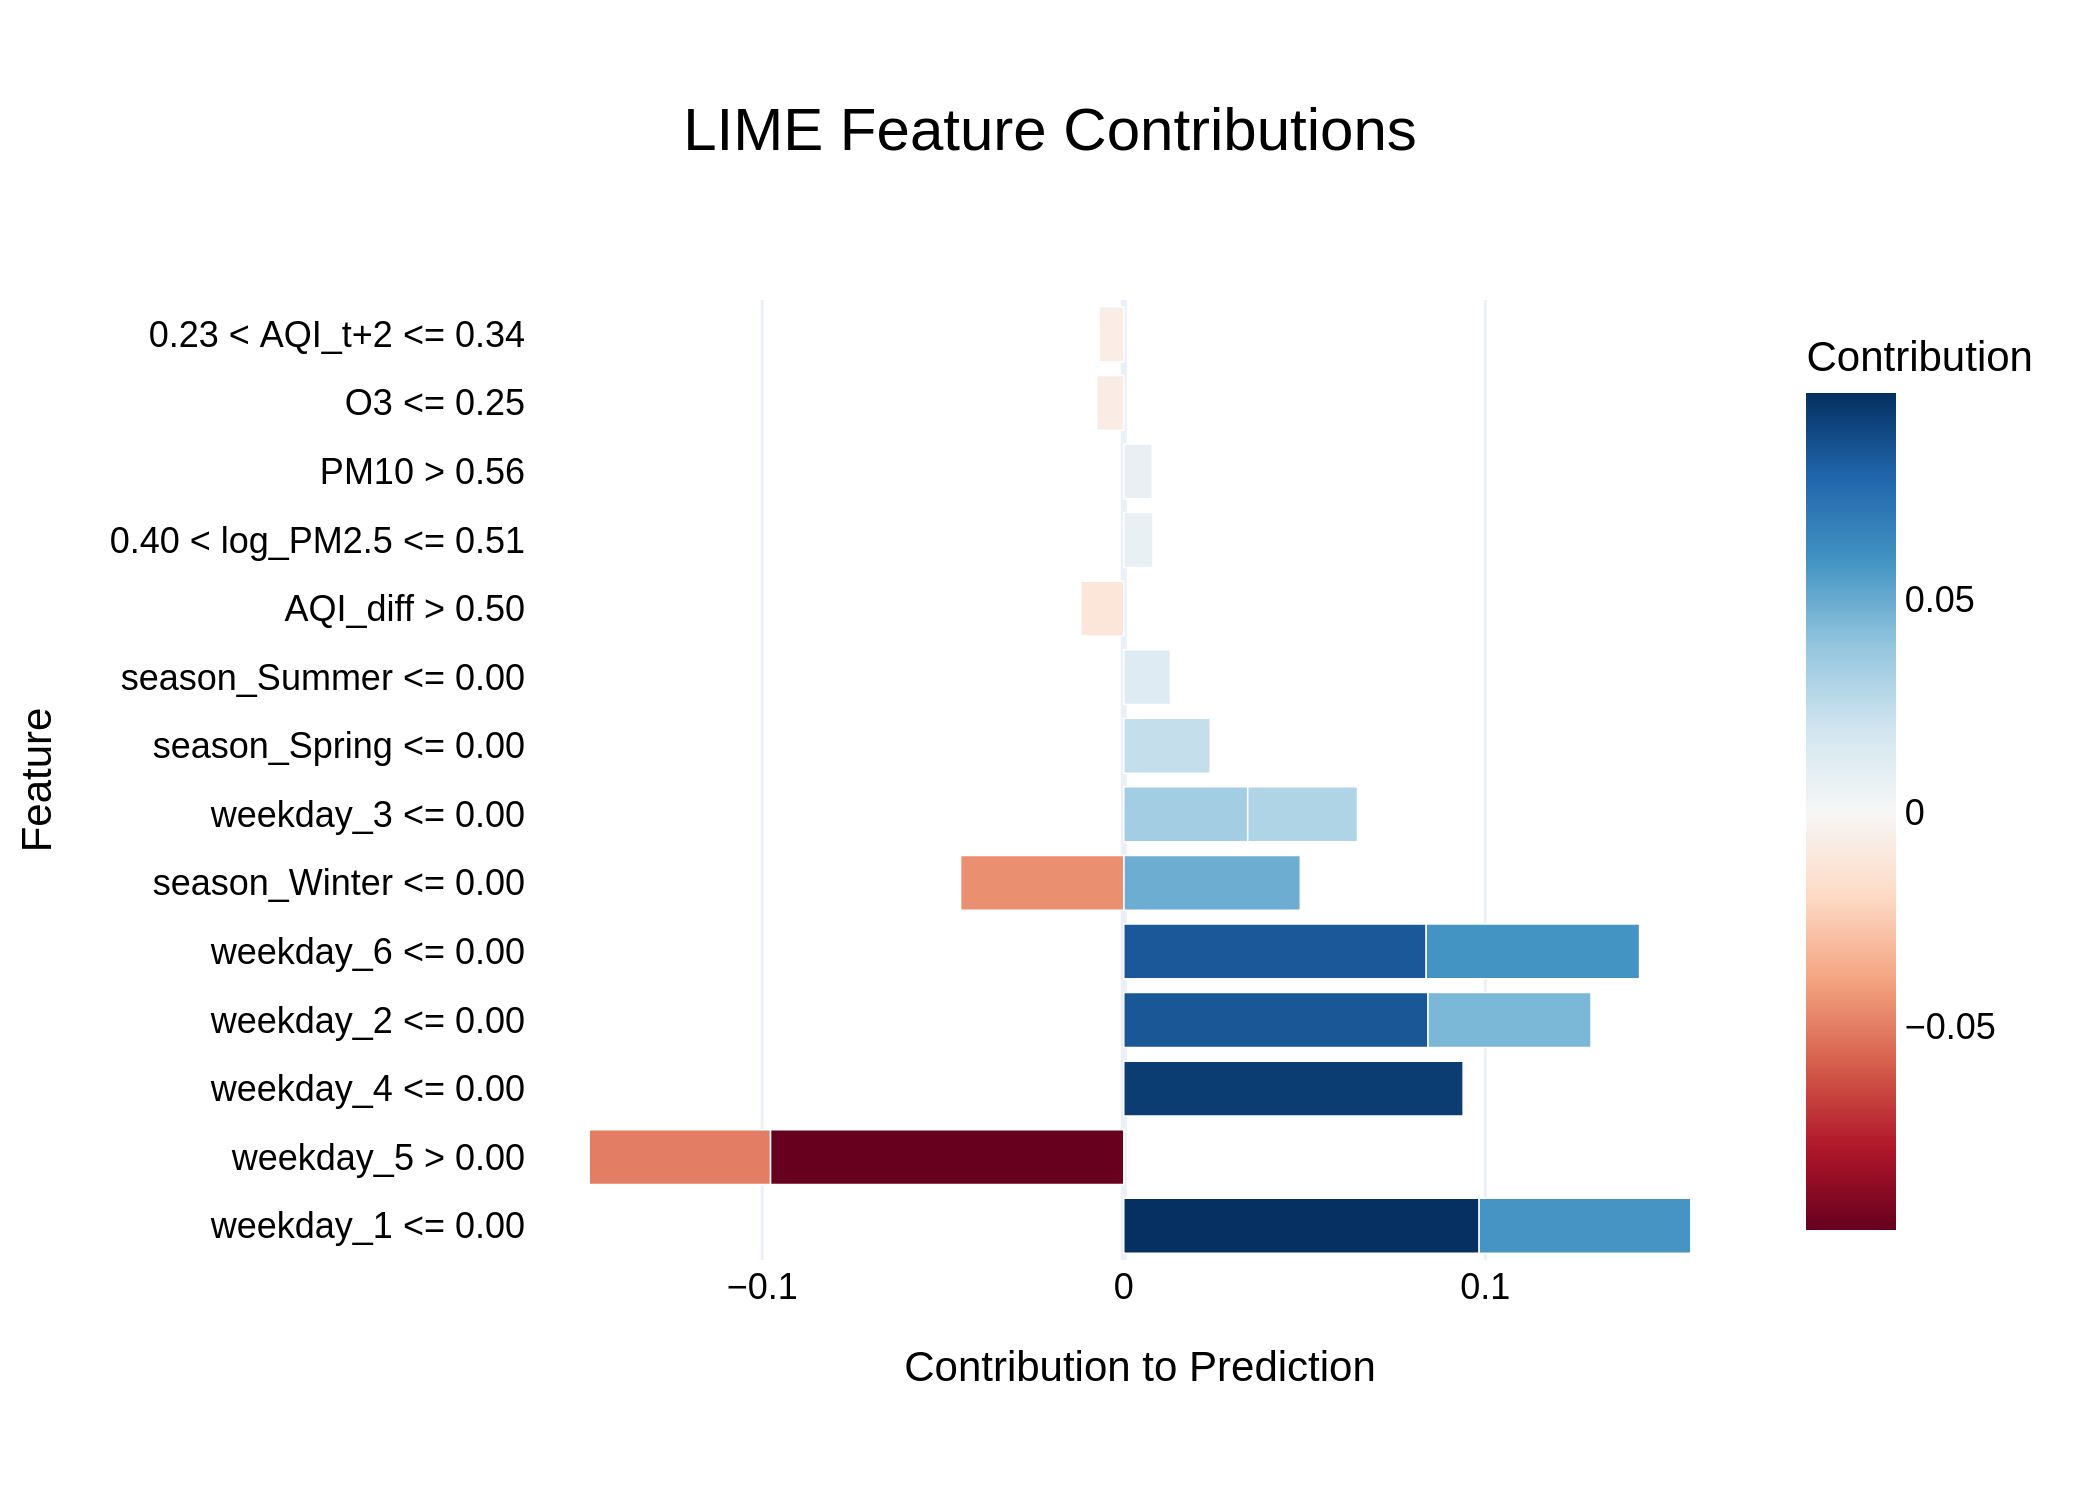 LIME Feature Contributions
Feature
0.23 < AQI_t+2 <= 0.34
O3 <= 0.25
PM10 > 0.56
0.40 < log_PM2.5 <= 0.51
AQI_diff > 0.50
season_Summer <= 0.00
season_Spring <= 0.00
weekday_3 <= 0.00
season_Winter <= 0.00
weekday_6 <= 0.00
weekday_2 <= 0.00
weekday_4 <= 0.00
weekday_5 > 0.00
weekday_1 <= 0.00
−0.1
0
0.1
Contribution to Prediction
Contribution
0.05
0
−0.05